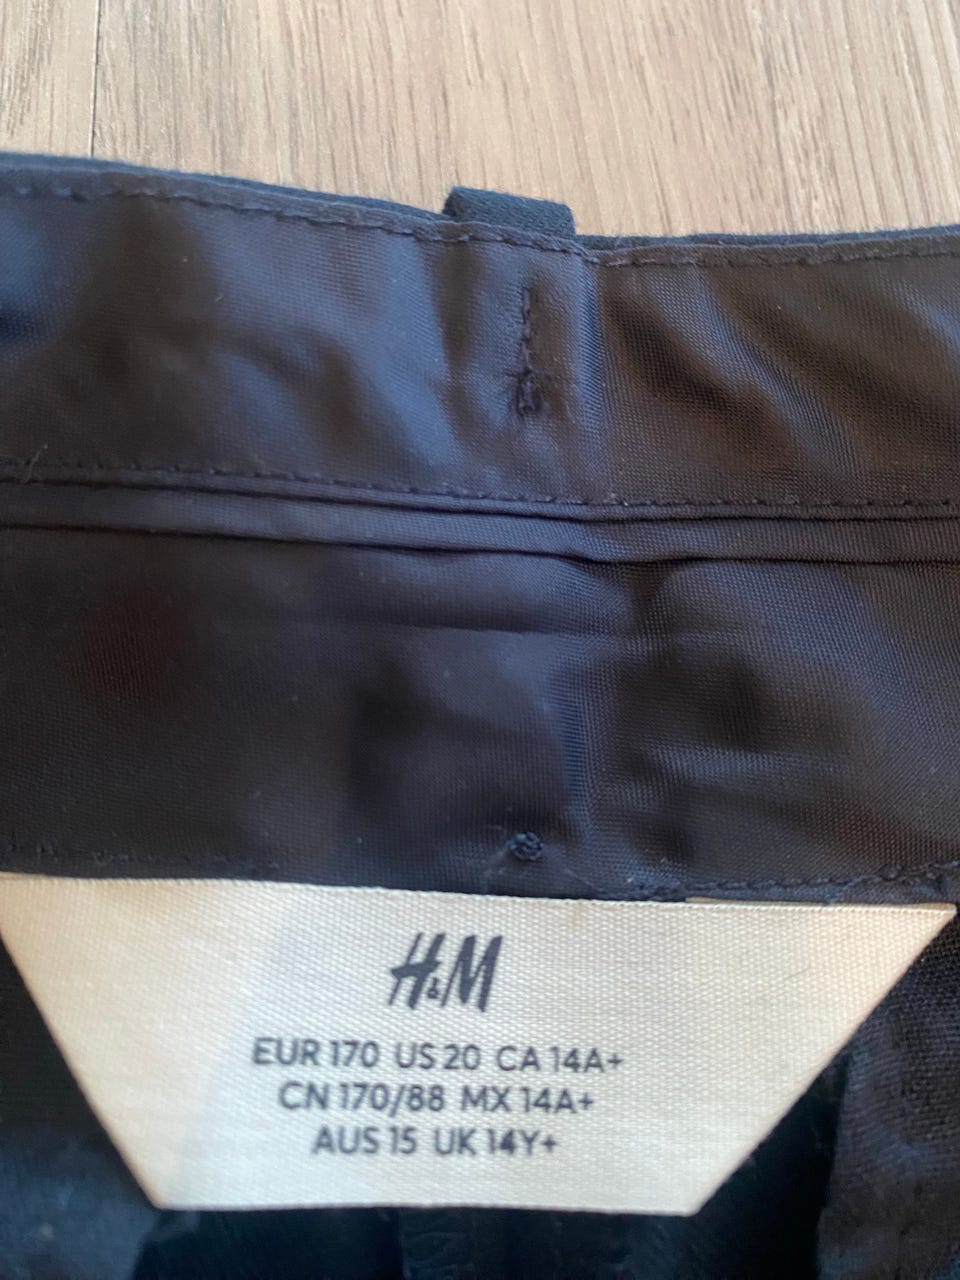 H&M
EUR 170 US 20 CA 14A+
CN 170/88 MX 14A+
AUS 15 UK 14Y+